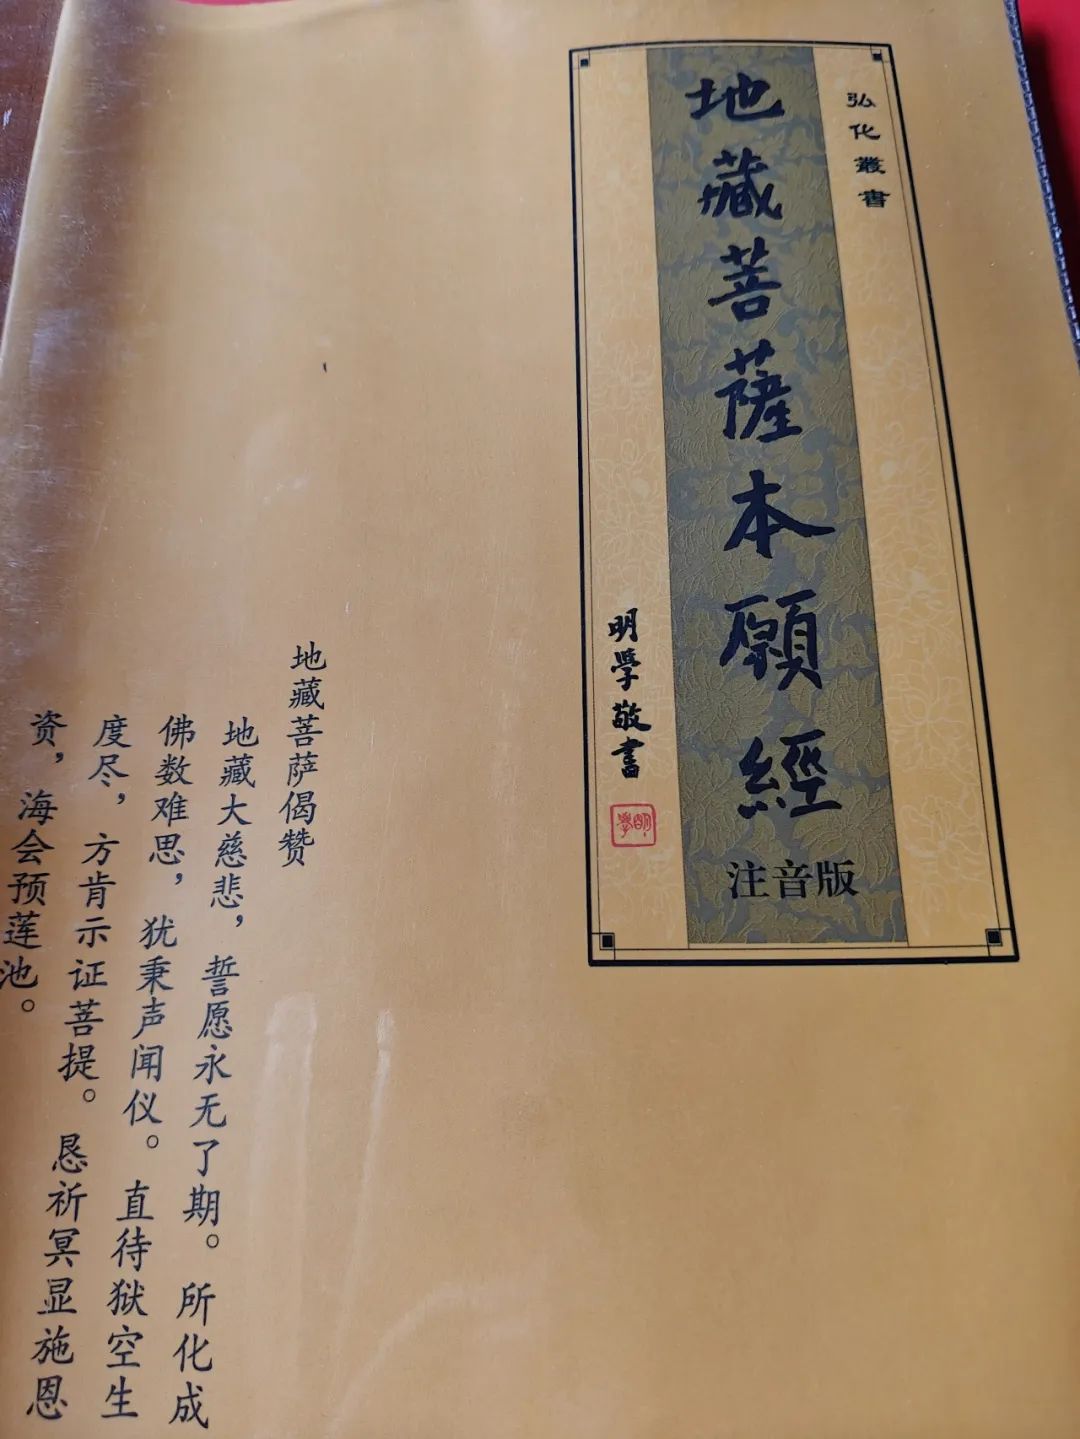 弘化叢書
地藏菩薩本願經
注音版
明學敬書
地藏菩萨偈赞
地藏大慈悲，誓愿永无了期。所化成
佛数难思，犹秉声闻仪。直待狱空生
度尽，方肯示证菩提。恳祈冥显施恩
资，海会预莲池。